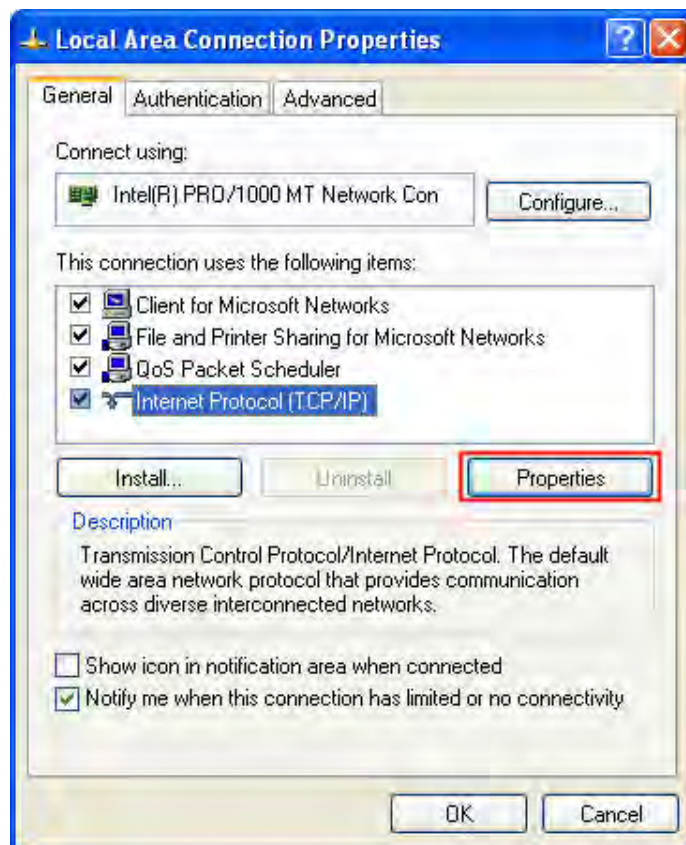 Local Area Connection Properties
General Authentication Advanced
Connect using:
Intel(R) PRO/1000 MT Network Con
Configure...
This connection uses the following items:
Client for Microsoft Networks
File and Printer Sharing for Microsoft Networks
QoS Packet Scheduler
Internet Protocol (TCP/IP)
Install... Uninstall Properties
Description
Transmission Control Protocol/Internet Protocol. The default
wide area network protocol that provides communication
across diverse interconnected networks.
Show icon in notification area when connected
Notify me when this connection has limited or no connectivity
OK Cancel